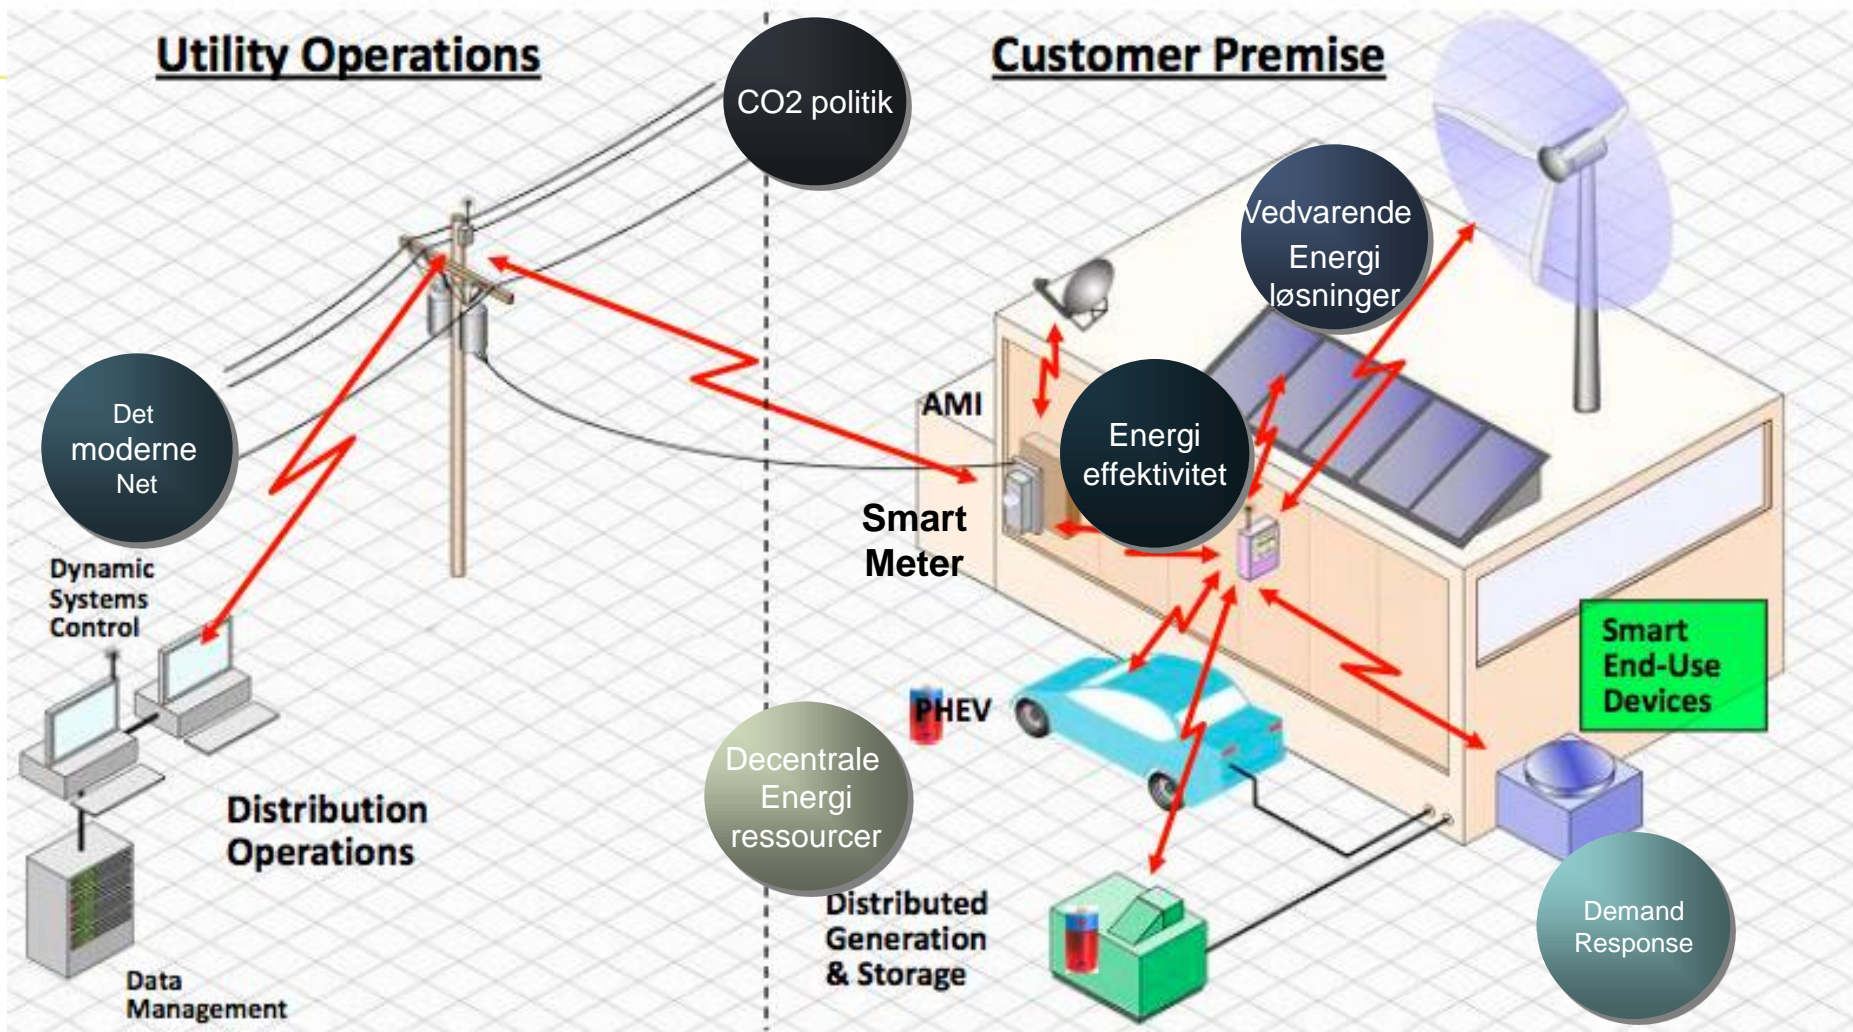 Utility Operations
Customer Premise
CO2 politik
Vedvarende
Energi
løsninger
Det
moderne
Net
AMI
Energi
effektivitet
Smart
Meter
Dynamic
Systems
Control
Smart
End-Use
Devices
PHEV
Decentrale
Energi
ressourcer
Distribution
Operations
Distributed
Generation
& Storage
Demand
Response
Data
Management